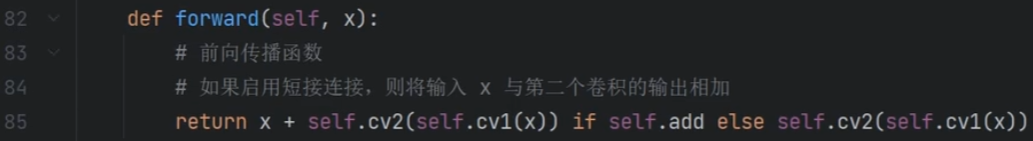 82 def forward(self, x):
83 # 前向传播函数
84 # 如果启用短接连接，则将输入 x 与第二个卷积的输出相加
85 return x + self.cv2(self.cv1(x)) if self.add else self.cv2(self.cv1(x))